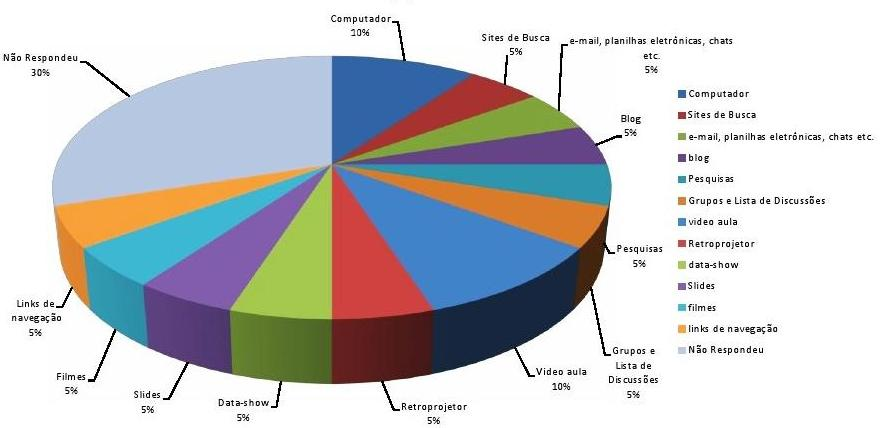 Computador
10%
Sites de Busca
5%
e-mail, planilhas eletrônicas, chats
etc.
5%
Blog
5%
Pesquisas
5%
Grupos e
Lista de
Discussões
5%
Video aula
10%
Retroprojetor
5%
Data-show
5%
Slides
5%
Filmes
5%
Links de
navegação
5%
Não Respondeu
30%
Computador
Sites de Busca
e-mail, planilhas eletrônicas, chats etc.
blog
Pesquisas
Grupos e Lista de Discussões
video aula
Retroprojetor
data-show
Slides
filmes
links de navegação
Não Respondeu